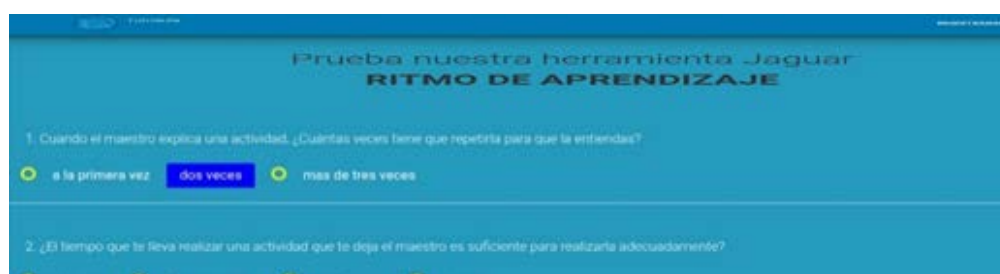 Prueba nuestra herramienta Jaguar
RITMO DE APRENDIZAJE
1. Cuando el maestro explica una actividad. ¿Cuántas veces tiene que repetirla para que la entiendas?
a la primera vez dos veces mas de tres veces
2. ¿El tiempo que te lleva realizar una actividad que te deja el maestro es suficiente para realizarla adecuadamente?